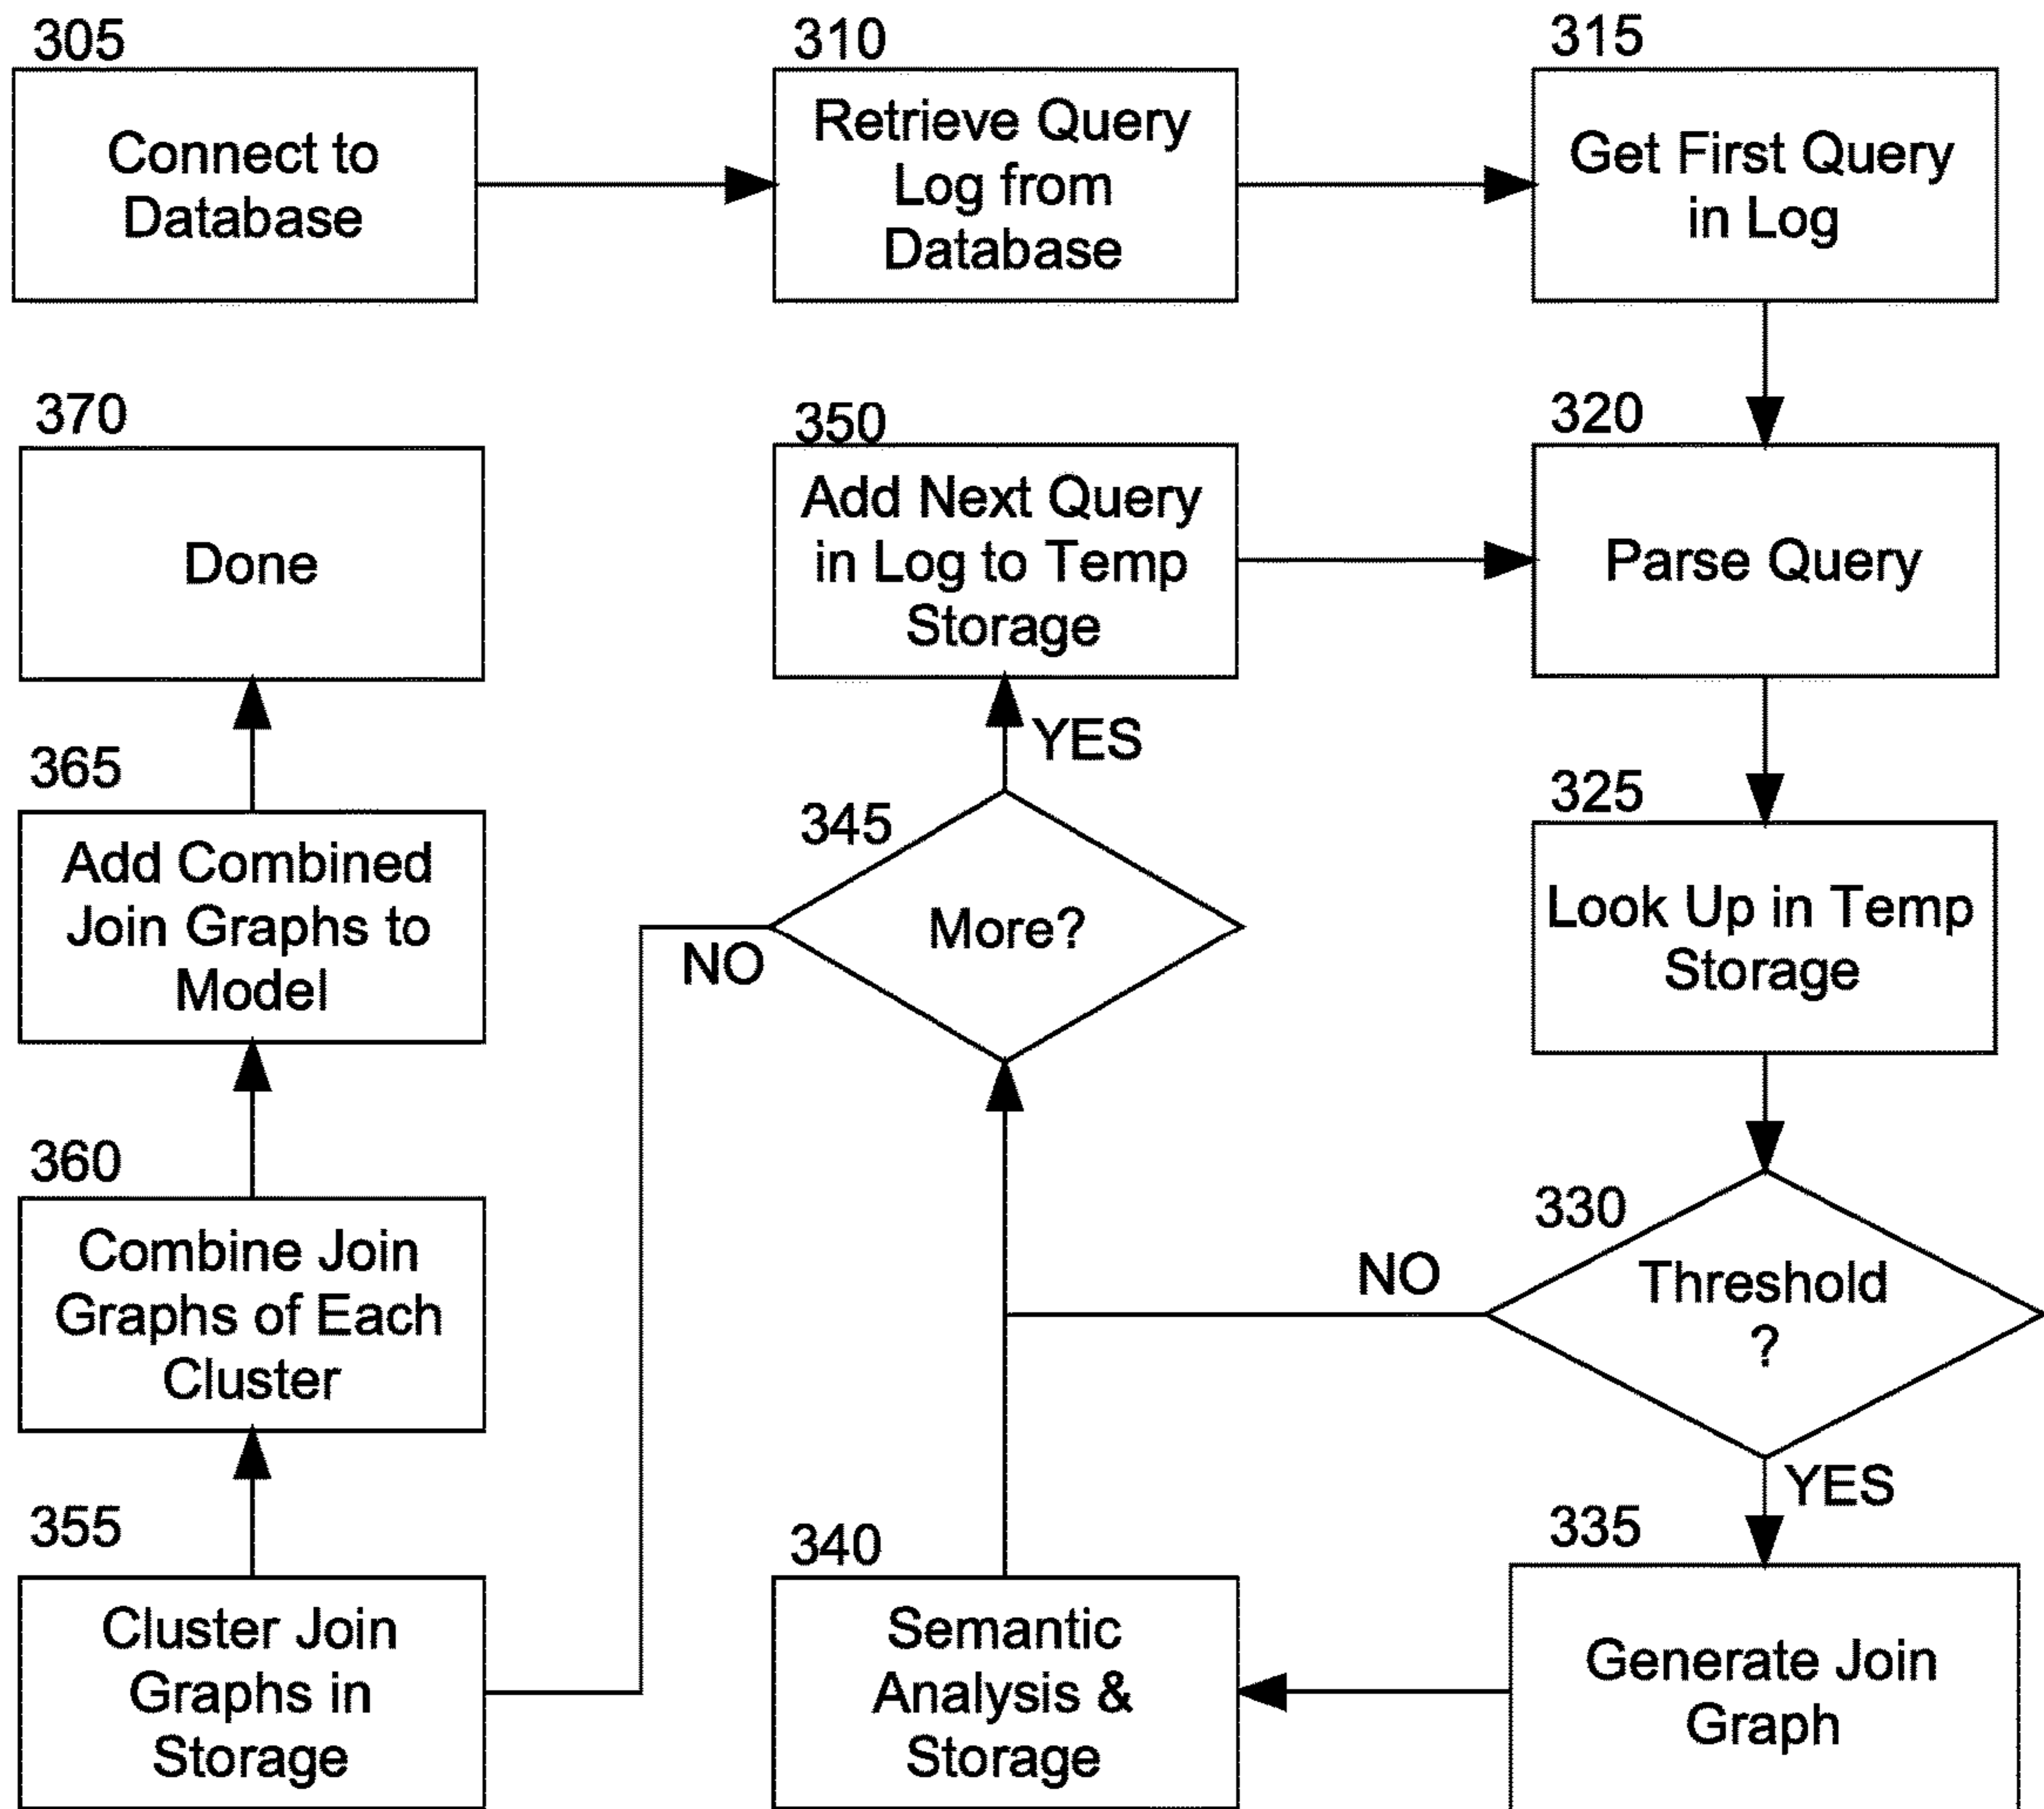 305
Connect to
Database
310
Retrieve Query
Log from
Database
315
Get First Query
in Log
370
Done
350
Add Next Query
in Log to Temp
Storage
320
Parse Query
YES
365
Add Combined
Join Graphs to
Model
345
More?
NO
325
Look Up in Temp
Storage
360
Combine Join
Graphs of Each
Cluster
330
Threshold
?
NO
YES
355
Cluster Join
Graphs in
Storage
340
Semantic
Analysis &
Storage
335
Generate Join
Graph